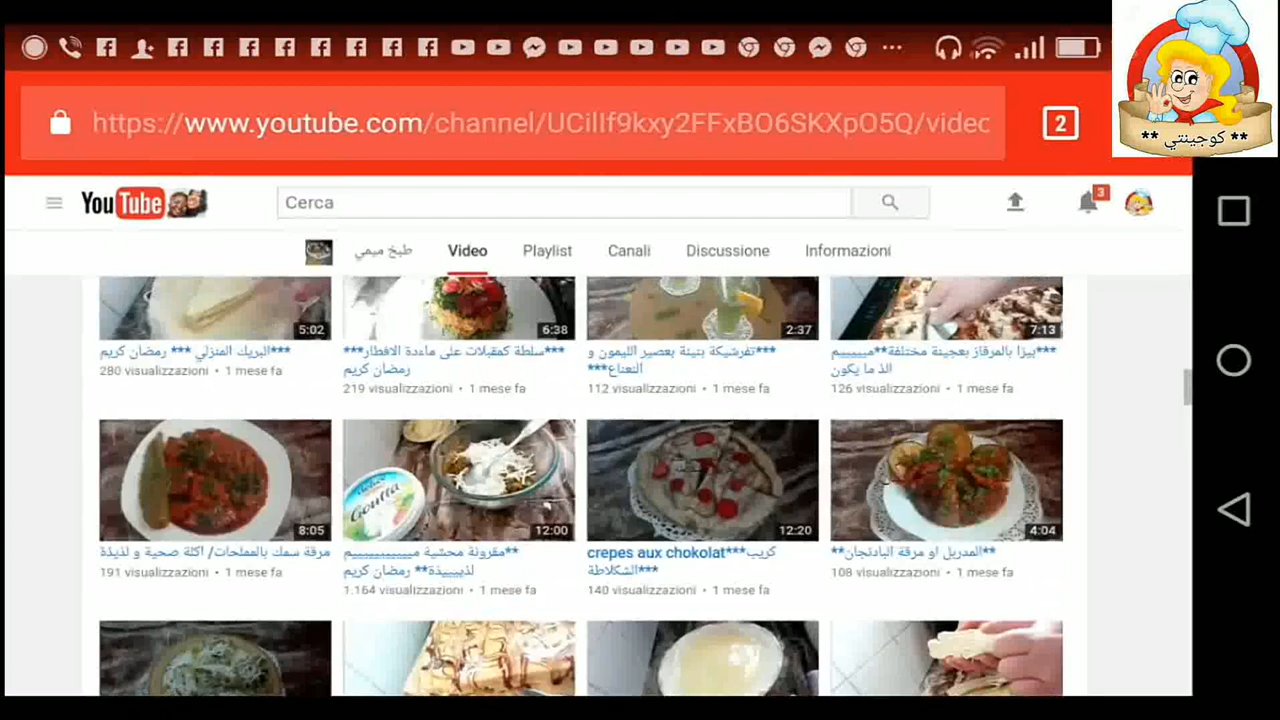 ** كوجينتي **
https://www.youtube.com/channel/UCilIf9kxy2FFxBO6SKXpO5Q/videc
2
YouTube
Cerca
3
طبخ ميمي
Video
Playlist
Canali
Discussione
Informazioni
5:02
6:38
2:37
7:13
***البريك المنزلي *** رمضان كريم
280 visualizzazioni • 1 mese fa
***سلطة كمقبلات على ماءدة الافطار***
رمضان كريم
219 visualizzazioni • 1 mese fa
***تفرشيكة بنينة بعصير الليمون و
النعناع***
112 visualizzazioni • 1 mese fa
***بيزا بالمرقاز بعجينة مختلفة**مييييم
الذ ما يكون
126 visualizzazioni • 1 mese fa
Goutta
8:05
12:00
12:20
4:04
مرقة سمك بالمملحات/ اكلة صحية و لذيذة
191 visualizzazioni • 1 mese fa
**مقرونة محشية مييييييييييم
لذييييذة** رمضان كريم
1.164 visualizzazioni • 1 mese fa
crepes aux chokolat***كريب
الشكلاطة***
140 visualizzazioni • 1 mese fa
**المدربل او مرقة الباذنجان**
108 visualizzazioni • 1 mese fa